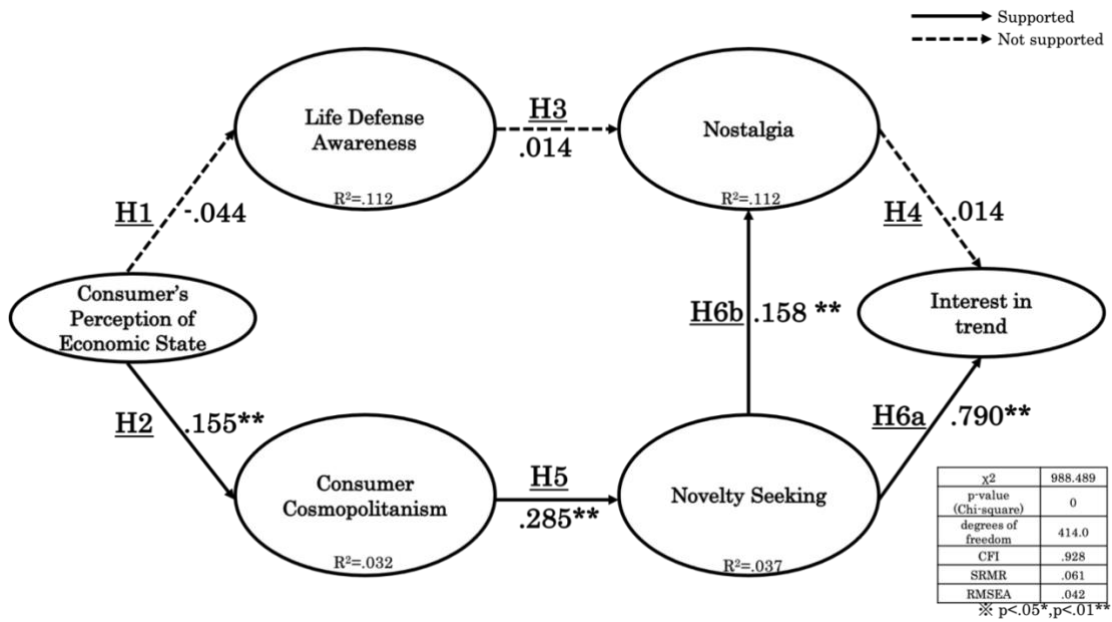 Supported
Not supported
Life Defense
Awareness
R²=.112
H3
.014
Nostalgia
R²=.112
H1
-.044
H4
.014
Consumer's
Perception of
Economic State
H6b
.158 **
Interest in
trend
H2
.155**
Consumer
Cosmopolitanism
R²=.032
H5
.285**
Novelty Seeking
R²=.037
H6a
.790**
χ2 988.489
p-value
(Chi-square) 0
degrees of
freedom 414.0
CFI .928
SRMR .061
RMSEA .042
※ p<.05*,p<.01**